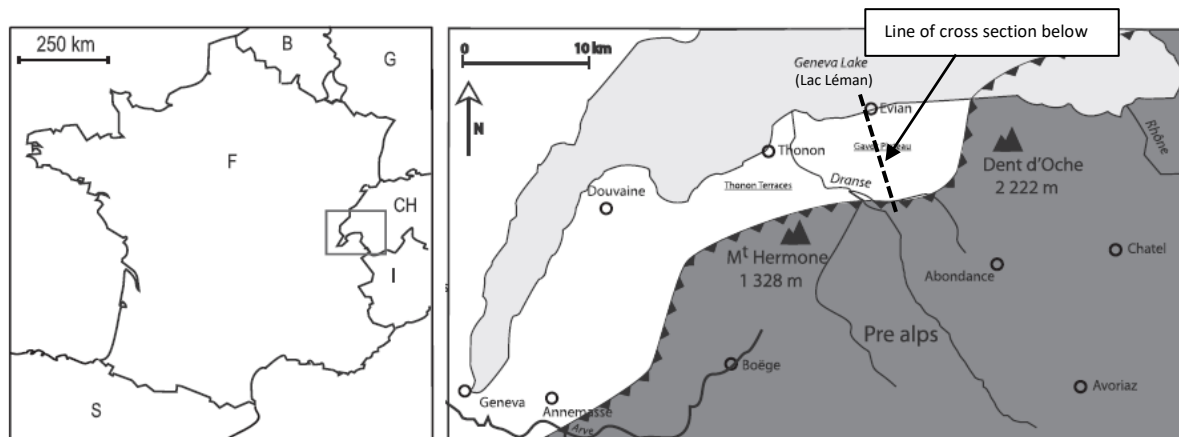 250 km
B
G
F
CH
I
S
0
10 km
N
Line of cross section below
Geneva Lake
(Lac Léman)
Evian
Thonon
Thonon Terraces
Douvaine
Dranse
Rhône
Dent d'Oche
2 222 m
Mt Hermone
1 328 m
Abondance
Chatel
Pre alps
Boëge
Avoriaz
Geneva
Annemasse
Arve